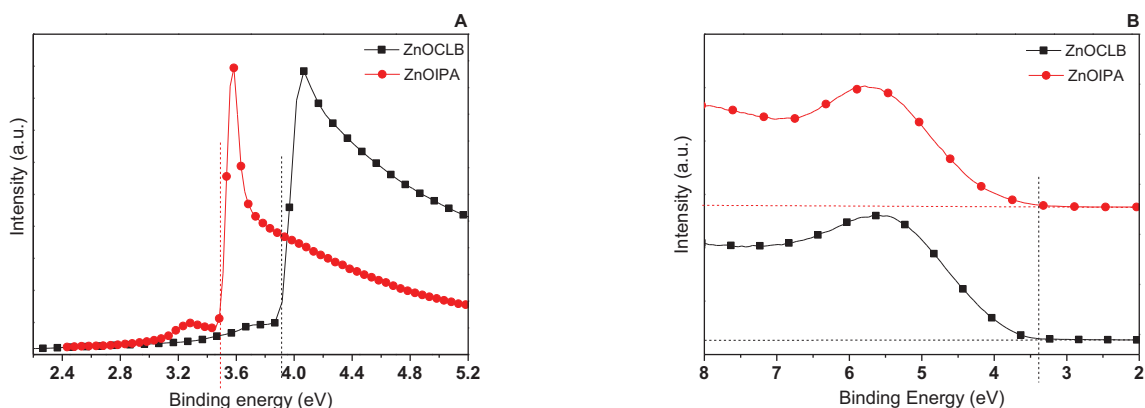 A
ZnOCLB
ZnOIPA
Intensity (a.u.)
2.4 2.8 3.2 3.6 4.0 4.4 4.8 5.2
Binding energy (eV)
B
ZnOCLB
ZnOIPA
Intensity (a.u.)
8 7 6 5 4 3 2
Binding Energy (eV)